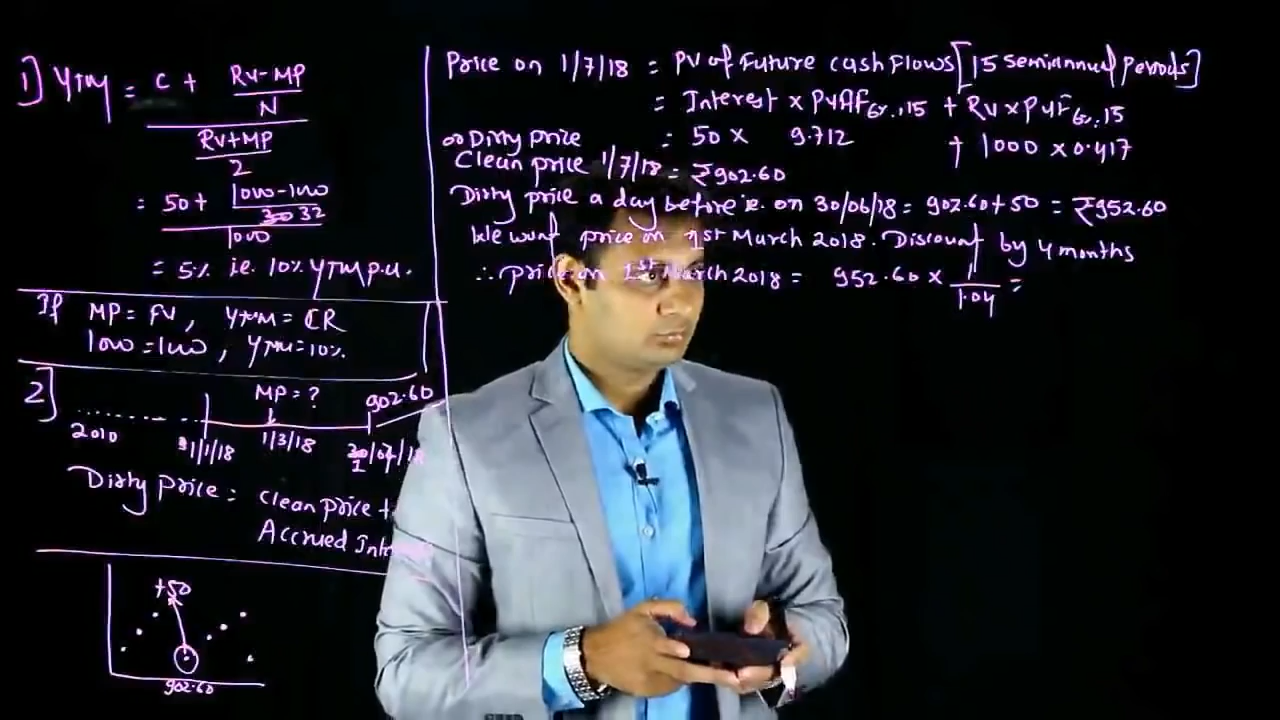 1] YTM = C + RV-MP
N
RV+MP
2
= 50 + 1000-1000
30 32
1000
= 5% i.e. 10% YTM p.a.
If MP = FV, YTM = CR
1000 = 1000, YTM = 10%.
2]
MP = ? 902.60
2010 1/1/18 1/3/18 /18
Dirty Price = Clean Price +
Accrued Inte
+50
902.60
Price on 1/7/18 = PV of Future cash Flows [15 Semiannual Periods]
= Interest x PVAF6%,15 + RV x PVF6%,15
or Dirty price = 50 x 9.712 + 1000 x 0.417
Clean price 1/7/18 = ₹902.60
Dirty price a day before i.e. on 30/06/18 = 902.60 + 50 = ₹952.60
We want price on 1st March 2018. Discount by 4 months
∴ price on 1st March 2018 = 952.60 x 1 =
1.04